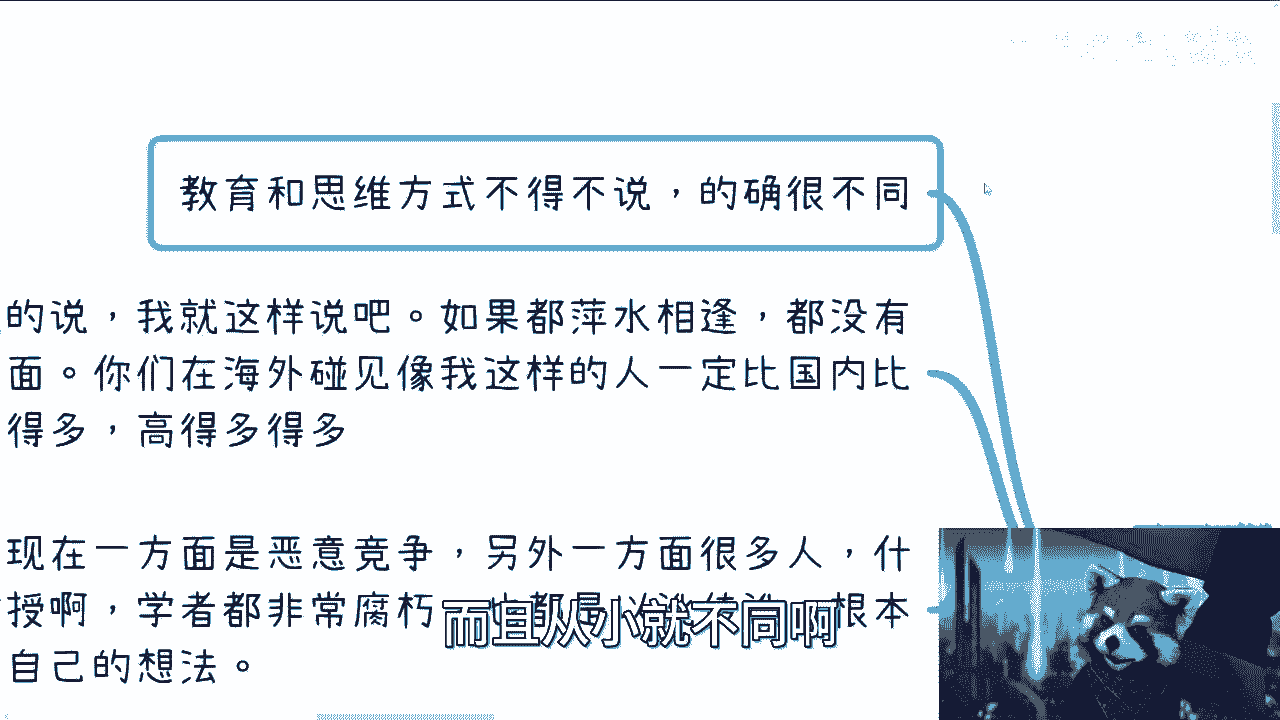 教育和思维方式不得不说，的确很不同
的说，我就这样说吧。如果都萍水相逢，都没有
面。你们在海外碰见像我这样的人一定比国内比
得多，高得多得多
现在一方面是恶意竞争，另外一方面很多人，什
授啊，学者都非常腐朽，也都是 根本
而且从小就不同啊
自己的想法。